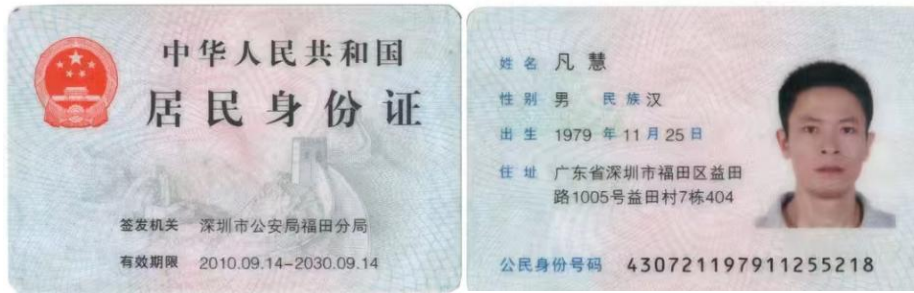 中华人民共和国
居民身份证
签发机关 深圳市公安局福田分局
有效期限 2010.09.14-2030.09.14
姓名 凡慧
性别 男 民族 汉
出生 1979 年 11 月 25 日
住址 广东省深圳市福田区益田
路1005号益田村7栋404
公民身份号码 430721197911255218